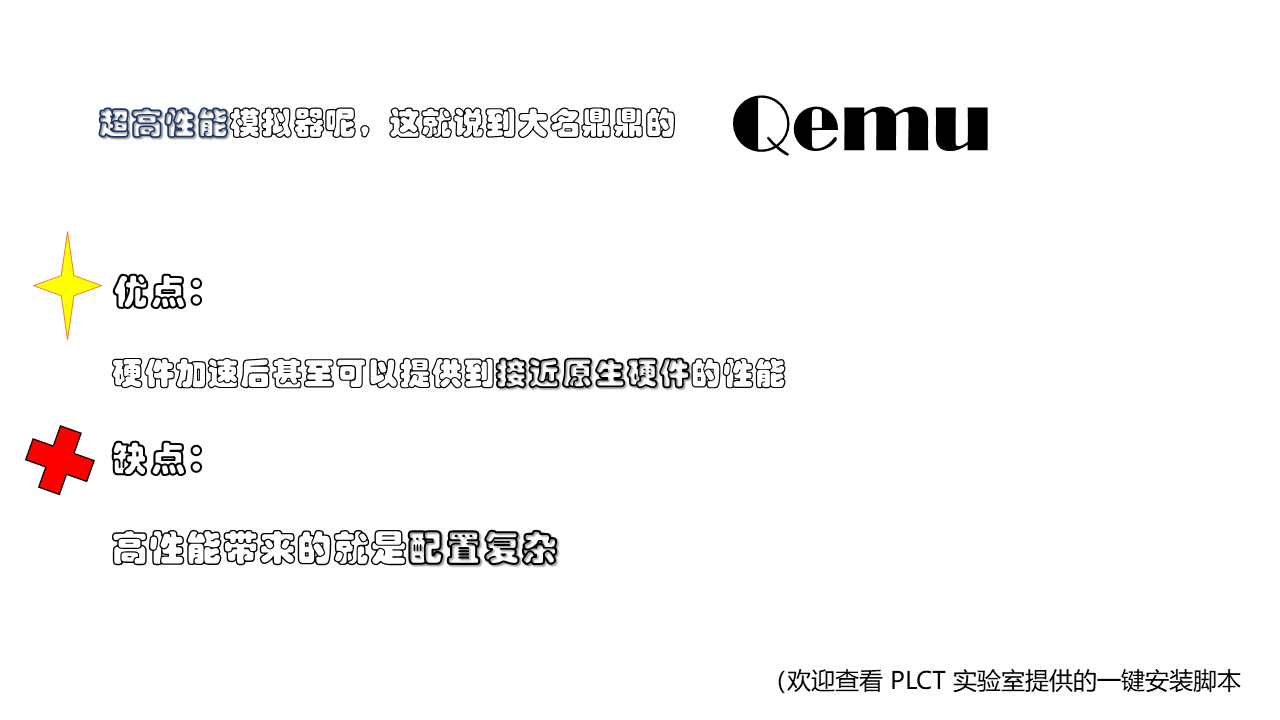 超高性能模拟器呢，这就说到大名鼎鼎的 Qemu
优点：
硬件加速后甚至可以提供到接近原生硬件的性能
缺点：
高性能带来的就是配置复杂
（欢迎查看 PLCT 实验室提供的一键安装脚本